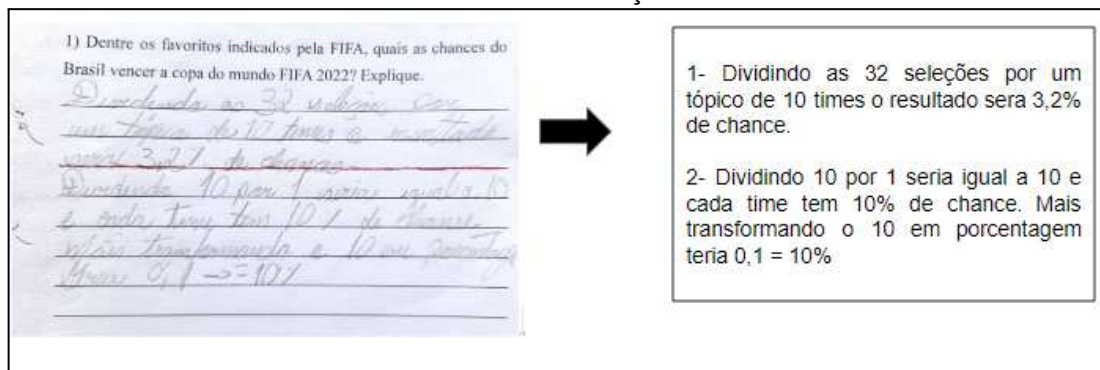 1) Dentre os favoritos indicados pela FIFA, quais as chances do
Brasil vencer a copa do mundo FIFA 2022? Explique.
Dividindo as 32 seleções por
um tópico de 10 times o resultado
sera 3,2% de chance.
Dividindo 10 por 1 seria igual a 10
e cada time tem 10% de chance.
Mais transformando o 10 em porcentagem
teria 0,1 = 10%
1- Dividindo as 32 seleções por um
tópico de 10 times o resultado sera 3,2%
de chance.
2- Dividindo 10 por 1 seria igual a 10 e
cada time tem 10% de chance. Mais
transformando o 10 em porcentagem
teria 0,1 = 10%